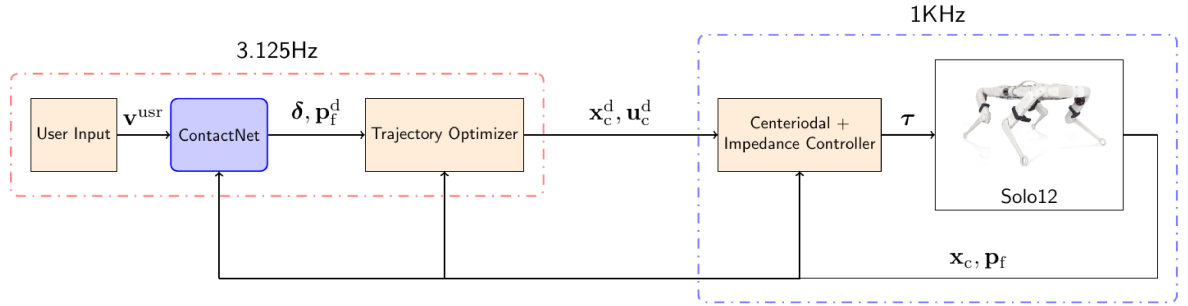 1KHz
3.125Hz
User Input
v^usr
ContactNet
δ, p_f^d
Trajectory Optimizer
x_c^d, u_c^d
Centeriodal +
Impedance Controller
τ
Solo12
x_c, p_f